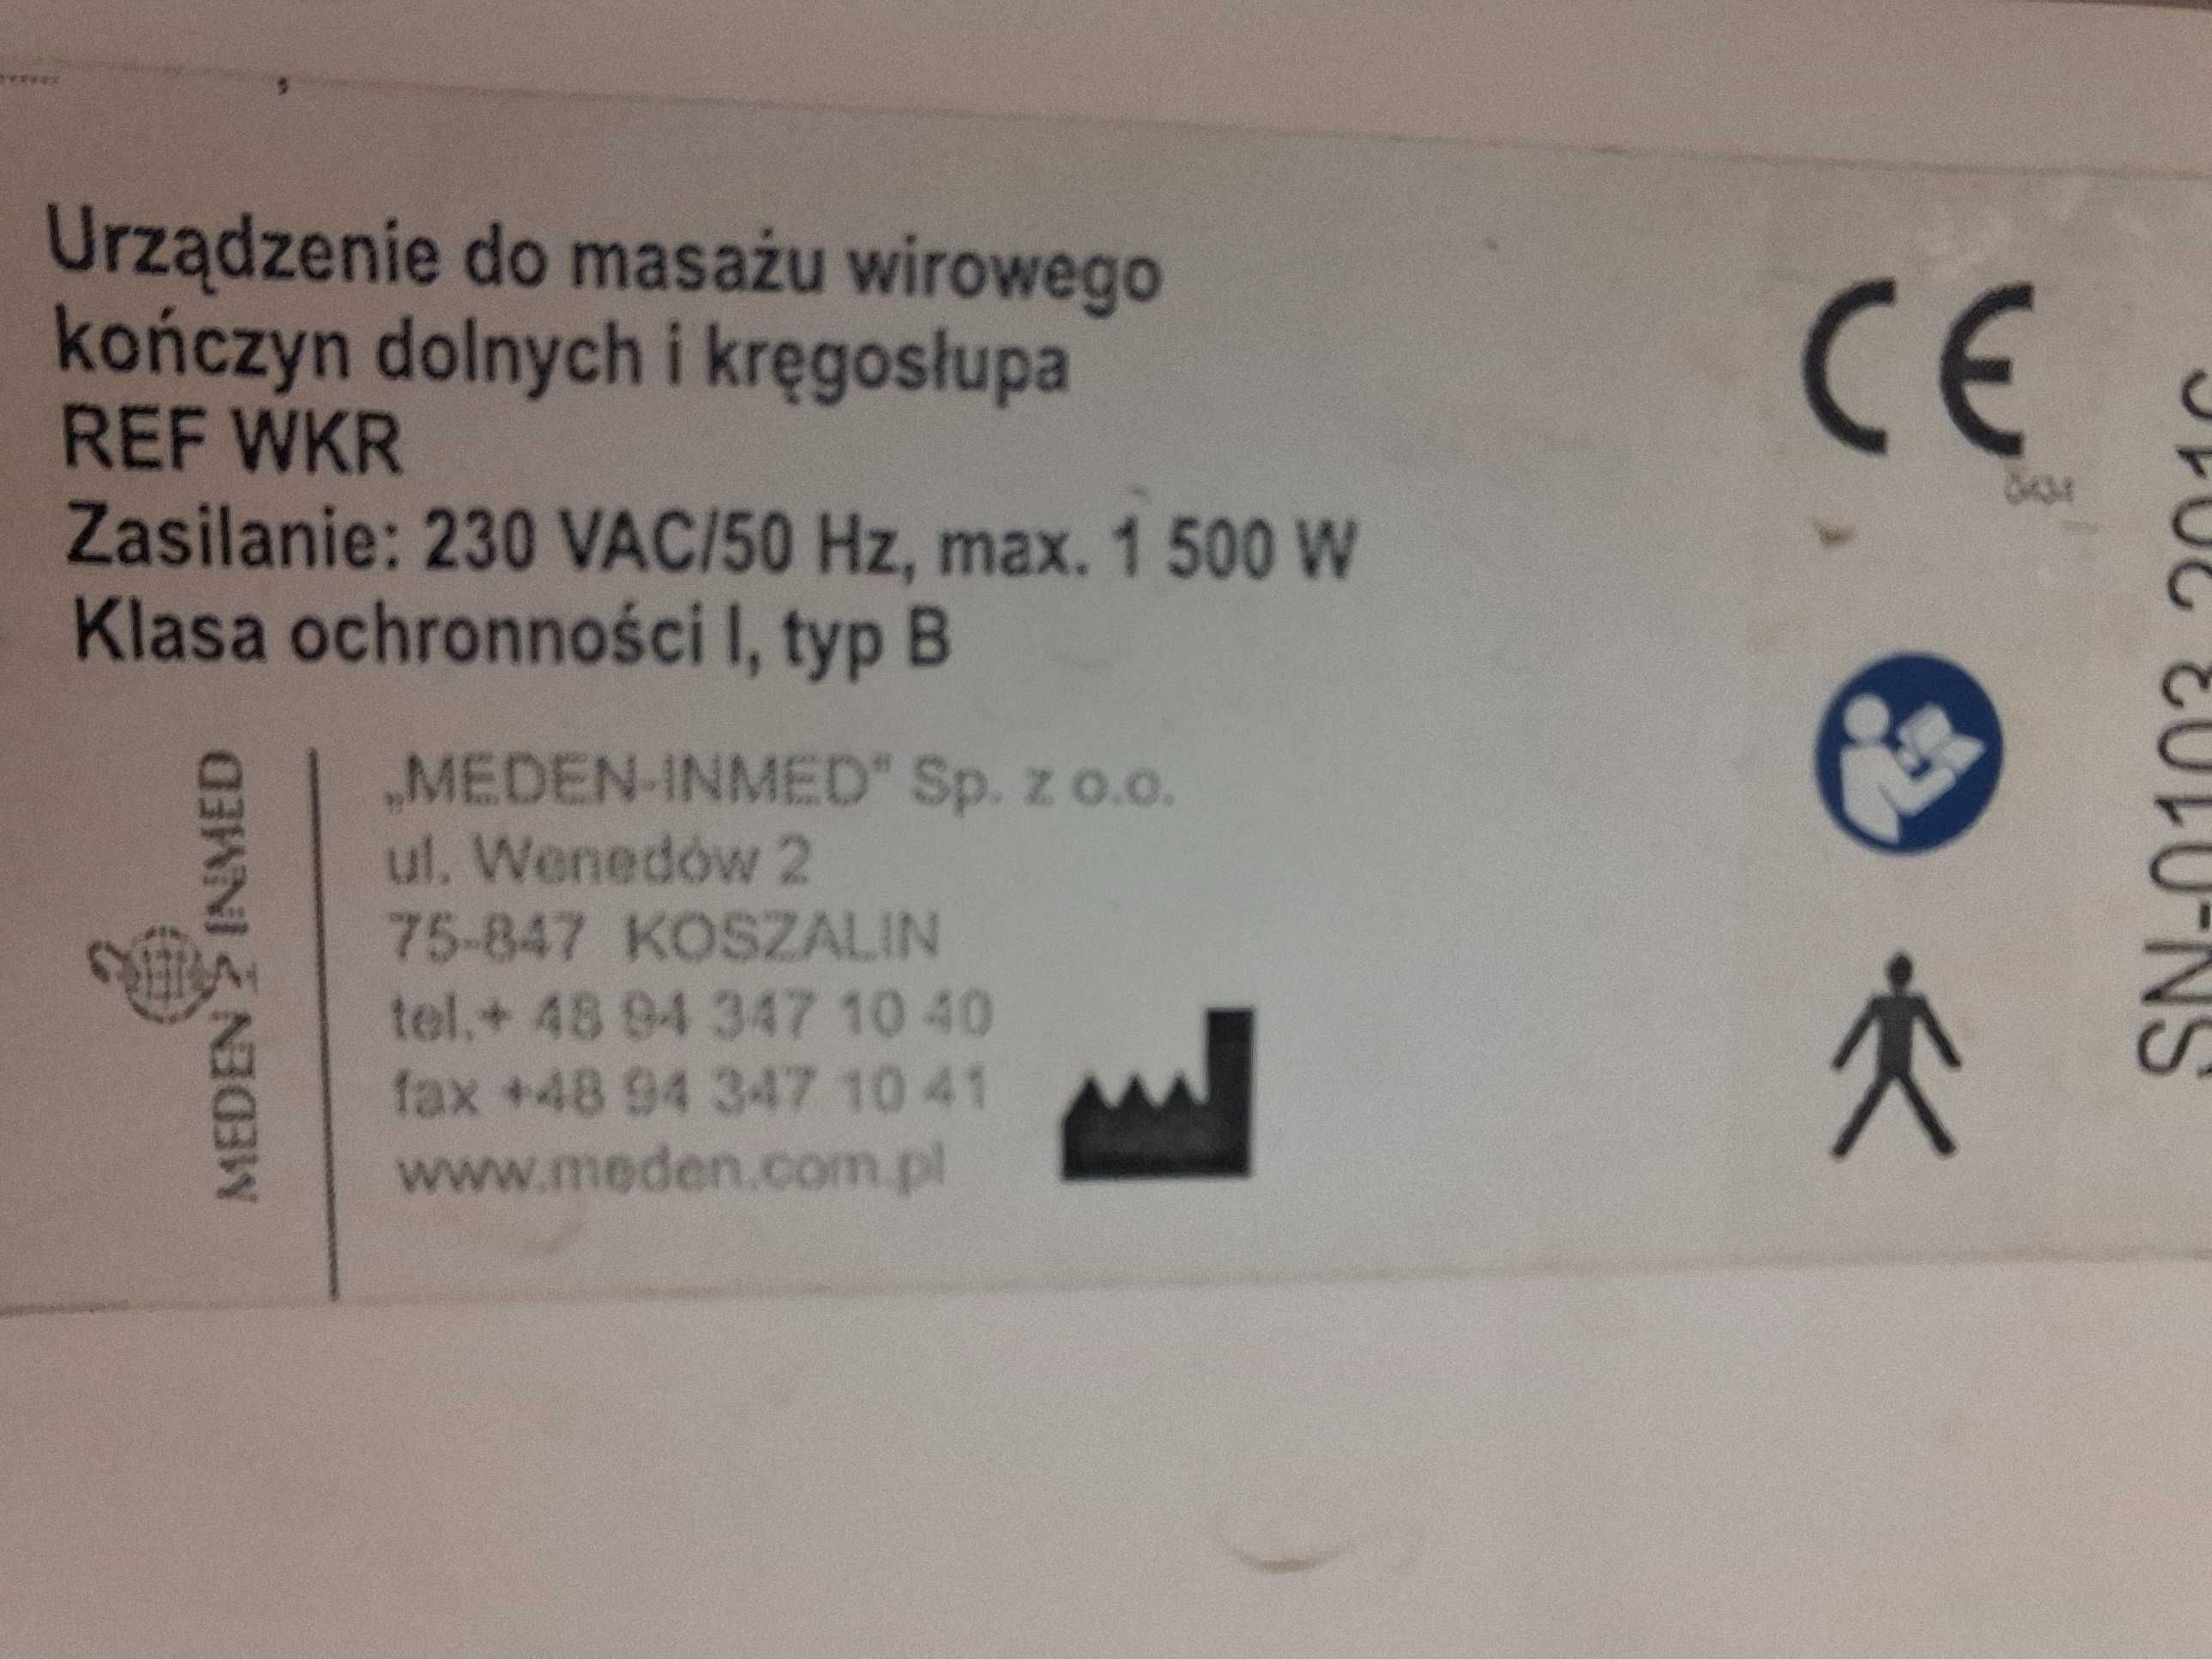 Urządzenie do masażu wirowego
kończyn dolnych i kręgosłupa
REF WKR
Zasilanie: 230 VAC/50 Hz, max. 1 500 W
Klasa ochronności I, typ B
MEDEN INMED
„MEDEN-INMED" Sp. z o.o.
ul. Wenedów 2
75-847 KOSZALIN
tel.+ 48 94 347 10 40
fax +48 94 347 10 41
www.meden.com.pl
CE
SN-0103